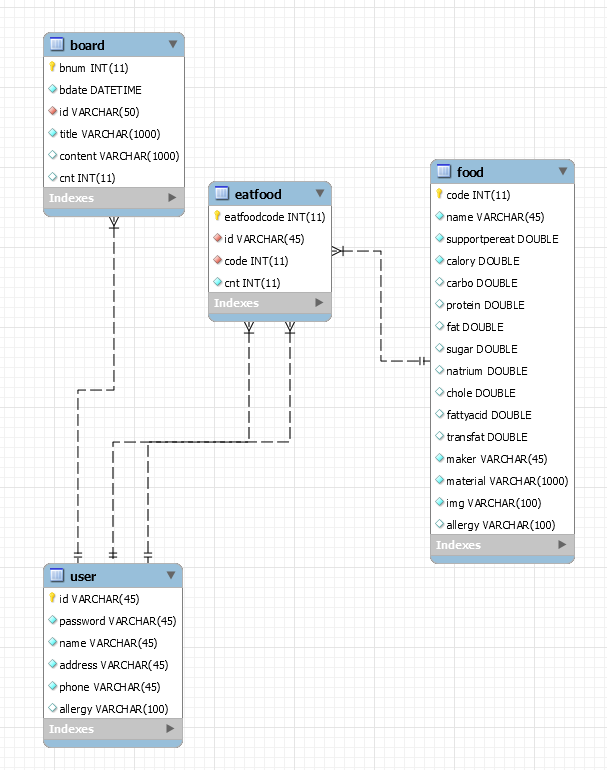 board
bnum INT(11)
bdate DATETIME
id VARCHAR(50)
title VARCHAR(1000)
content VARCHAR(1000)
cnt INT(11)
Indexes
eatfood
eatfoodcode INT(11)
id VARCHAR(45)
code INT(11)
cnt INT(11)
Indexes
food
code INT(11)
name VARCHAR(45)
supportpereat DOUBLE
calory DOUBLE
carbo DOUBLE
protein DOUBLE
fat DOUBLE
sugar DOUBLE
natrium DOUBLE
chole DOUBLE
fattyacid DOUBLE
transfat DOUBLE
maker VARCHAR(45)
material VARCHAR(1000)
img VARCHAR(100)
allergy VARCHAR(100)
Indexes
user
id VARCHAR(45)
password VARCHAR(45)
name VARCHAR(45)
address VARCHAR(45)
phone VARCHAR(45)
allergy VARCHAR(100)
Indexes